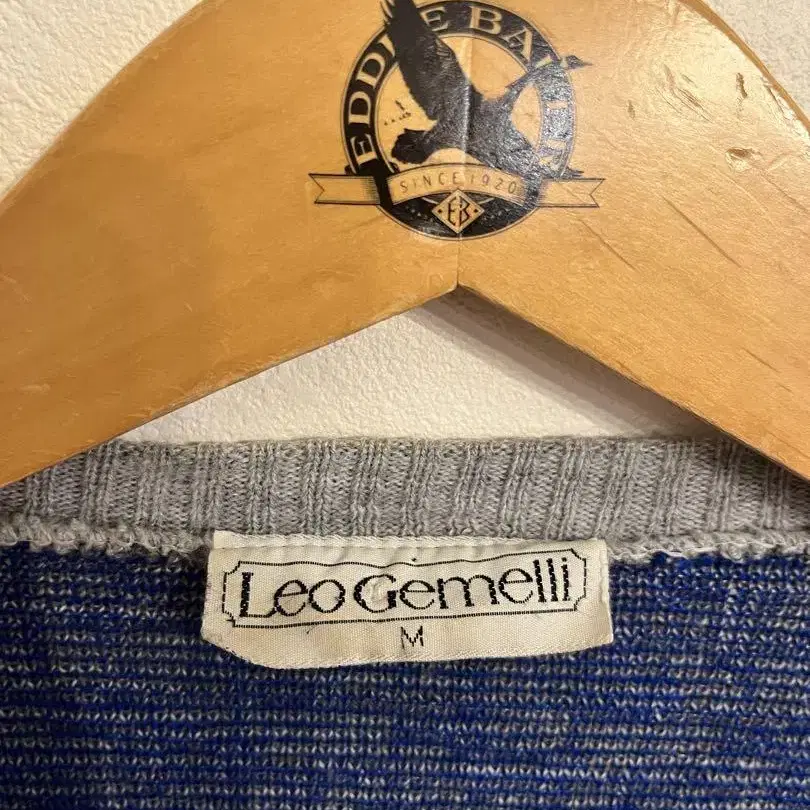 EDDIE BAUER
SINCE 1920
EB
Leo Gemelli
M